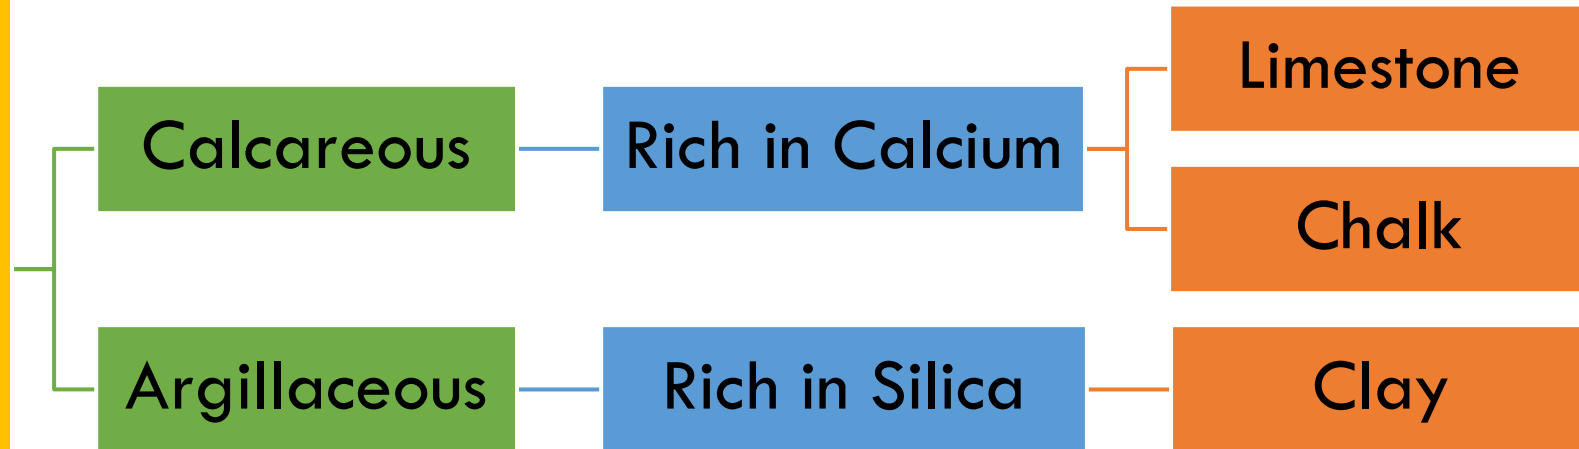 Calcareous
Rich in Calcium
Limestone
Chalk
Argillaceous
Rich in Silica
Clay